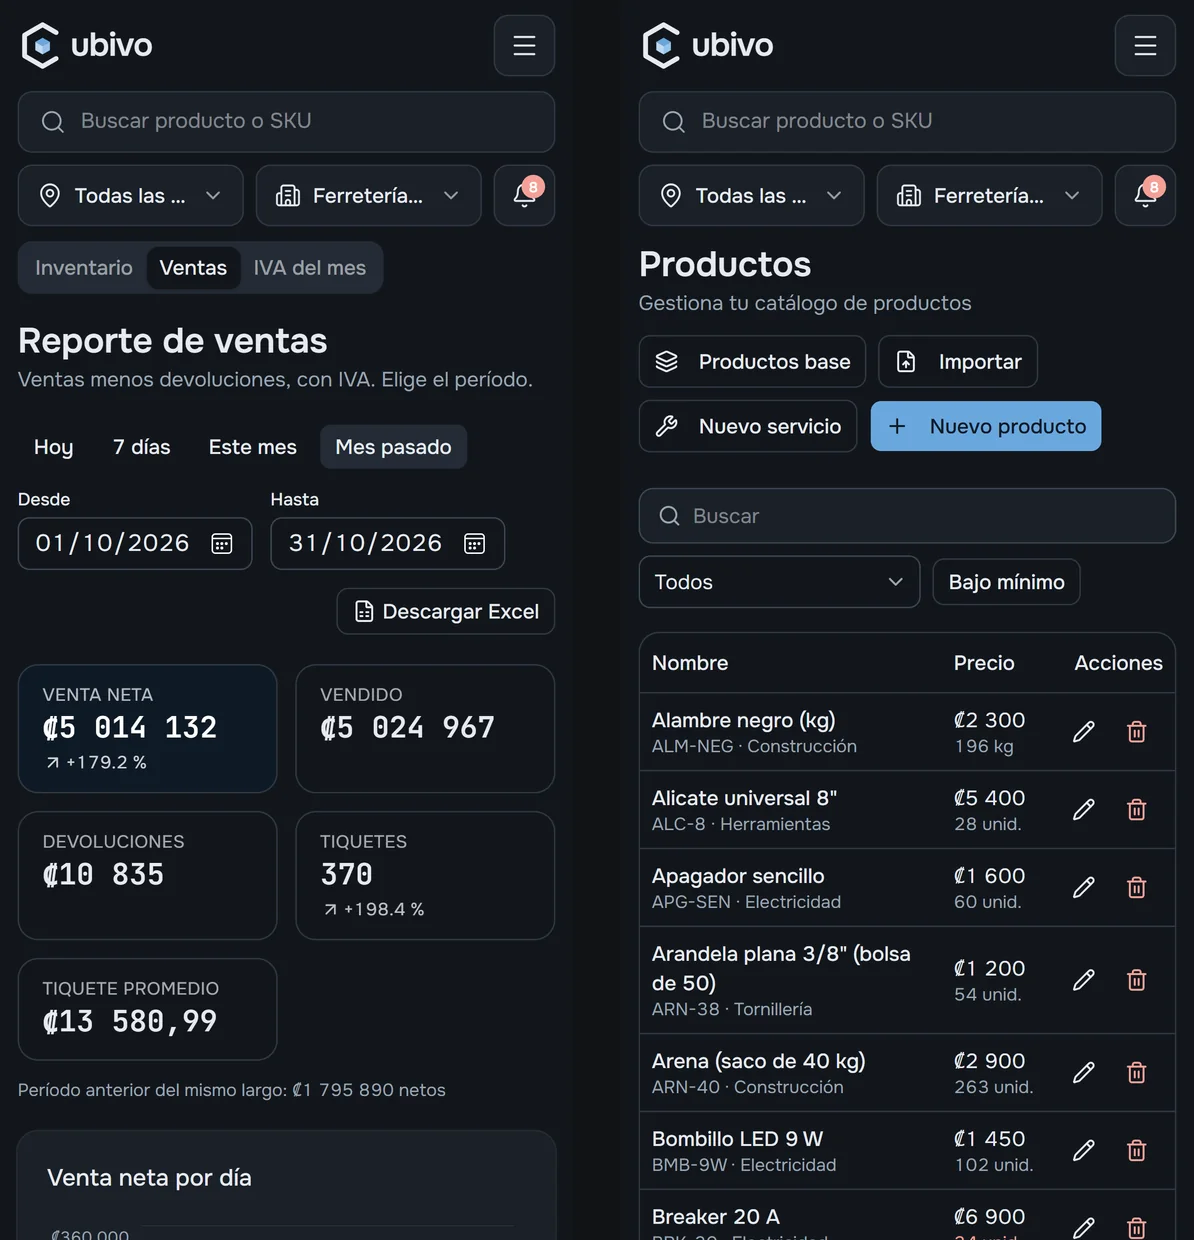 ubivo
Buscar producto o SKU
Todas las ...
Ferretería...
8
Inventario
Ventas
IVA del mes
Reporte de ventas
Ventas menos devoluciones, con IVA. Elige el período.
Hoy
7 días
Este mes
Mes pasado
Desde
Hasta
01/10/2026
31/10/2026
Descargar Excel
VENTA NETA
₡5 014 132
+179.2 %
VENDIDO
₡5 024 967
DEVOLUCIONES
₡10 835
TIQUETES
370
+198.4 %
TIQUETE PROMEDIO
₡13 580,99
Período anterior del mismo largo: ₡1 795 890 netos
Venta neta por día
₡360 000
ubivo
Buscar producto o SKU
Todas las ...
Ferretería...
8
Productos
Gestiona tu catálogo de productos
Productos base
Importar
Nuevo servicio
Nuevo producto
Buscar
Todos
Bajo mínimo
Nombre
Precio
Acciones
Alambre negro (kg)
ALM-NEG · Construcción
₡2 300
196 kg
Alicate universal 8"
ALC-8 · Herramientas
₡5 400
28 unid.
Apagador sencillo
APG-SEN · Electricidad
₡1 600
60 unid.
Arandela plana 3/8" (bolsa
de 50)
ARN-38 · Tornillería
₡1 200
54 unid.
Arena (saco de 40 kg)
ARN-40 · Construcción
₡2 900
263 unid.
Bombillo LED 9 W
BMB-9W · Electricidad
₡1 450
102 unid.
Breaker 20 A
₡6 900